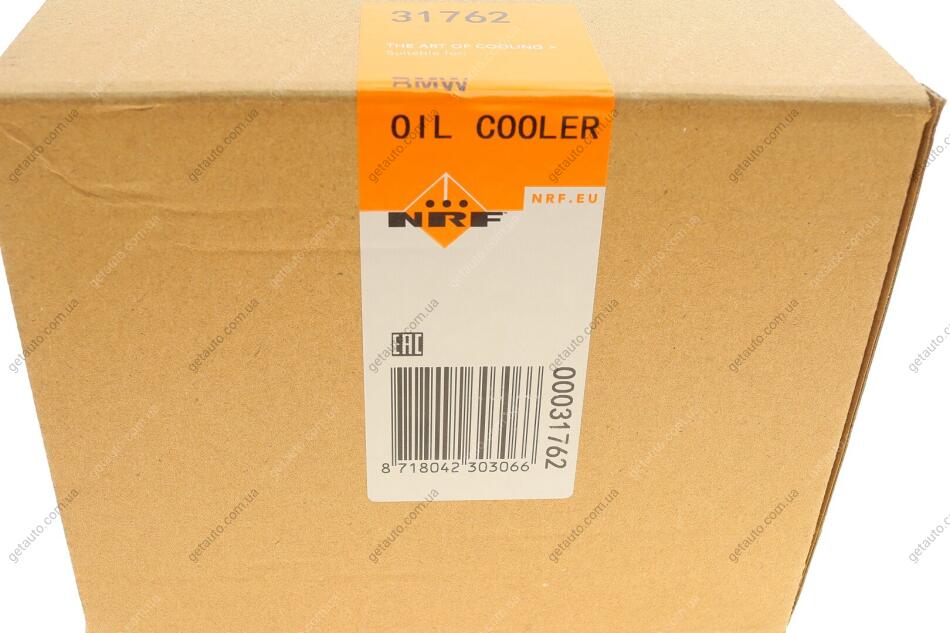 31762
THE ART OF COOLING >
Suitable for:
BMW
OIL COOLER
NRF.EU
NRF
EAC
00031762
8 718042 303066
getauto.com.ua